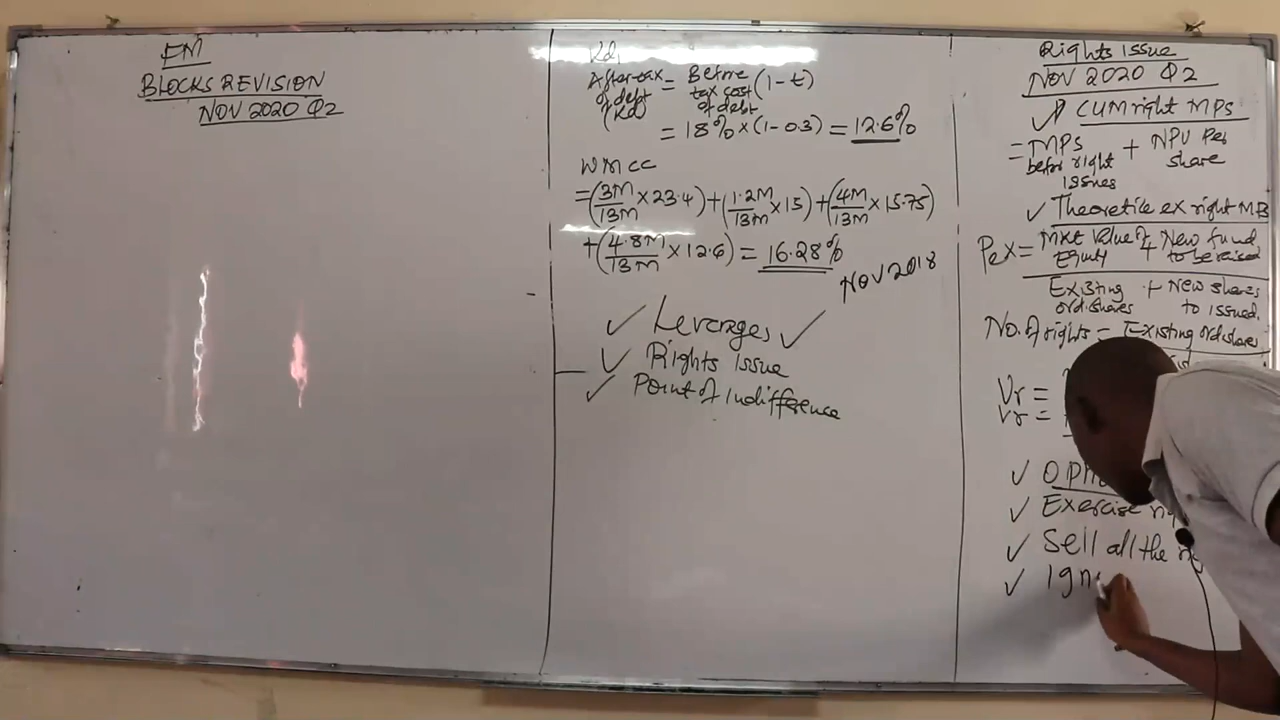 FM
BLOCKS REVISION
NOV 2020 Q2
Kd,
After tax = Before (1 - t)
of debt tax cost
(Kd) of debt
= 18% x (1 - 0.3) = 12.6%
WMCC
= (3M/13M x 23.4) + (1.2M/13M x 15) + (4M/13M x 15.75)
+ (4.8M/13M x 12.6) = 16.28%
NOV 2018
✓ Leverages ✓
✓ Rights Issue
✓ Point of Indifference
Rights Issue
NOV 2020 Q2
CUM right MPS
= MPS + NPV Per
before right share
Issues
✓ Theoretile ex right MB
Pex = Mkt value of + New fund
Equity to be raised
Existing + New shares
ord. shares to issued.
No. of rights = Existing ord share
Vr =
Vr =
✓
✓ Exercise
✓ Sell all the
✓ Ign